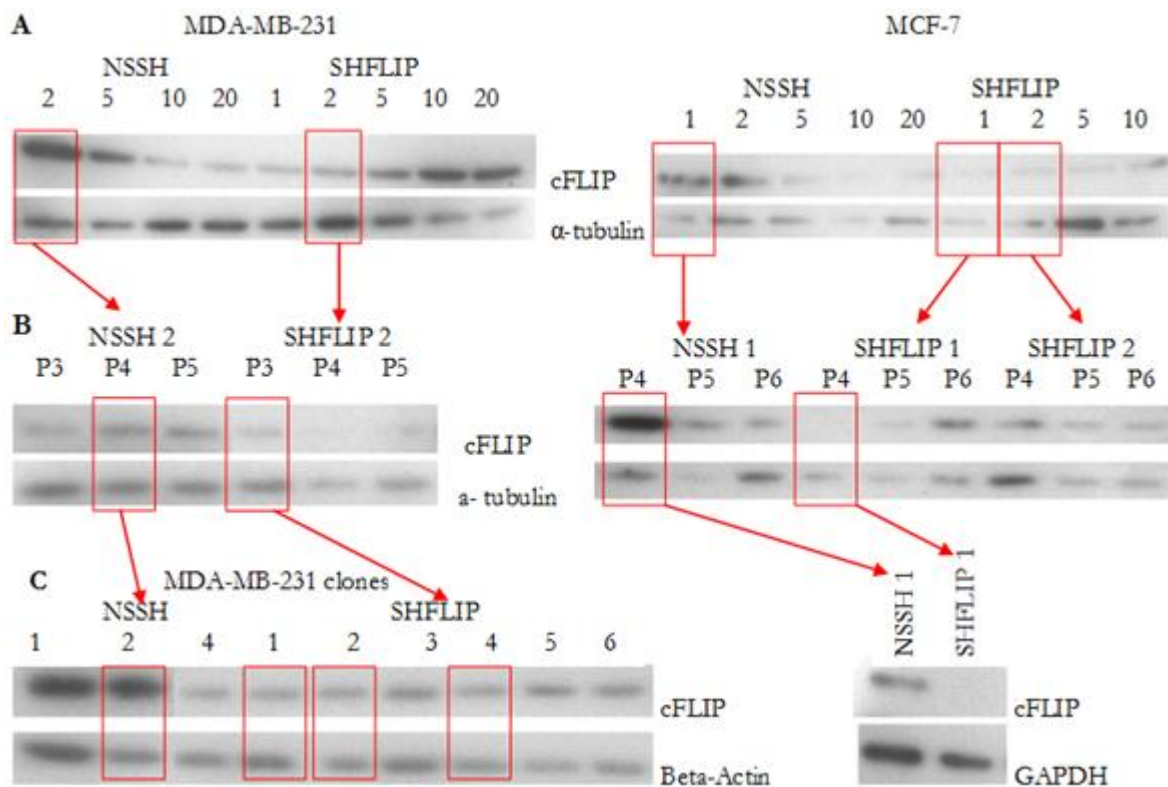 A MDA-MB-231 MCF-7
NSSH SHFLIP
2 5 10 20 1 2 5 10 20
NSSH SHFLIP
1 2 5 10 20 1 2 5 10
cFLIP
α-tubulin
B
NSSH 2 SHFLIP 2
P3 P4 P5 P3 P4 P5
NSSH 1 SHFLIP 1 SHFLIP 2
P4 P5 P6 P4 P5 P6 P4 P5 P6
cFLIP
a- tubulin
C MDA-MB-231 clones
NSSH SHFLIP
1 2 4 1 2 3 4 5 6
cFLIP
Beta-Actin
NSSH 1
SHFLIP 1
cFLIP
GAPDH